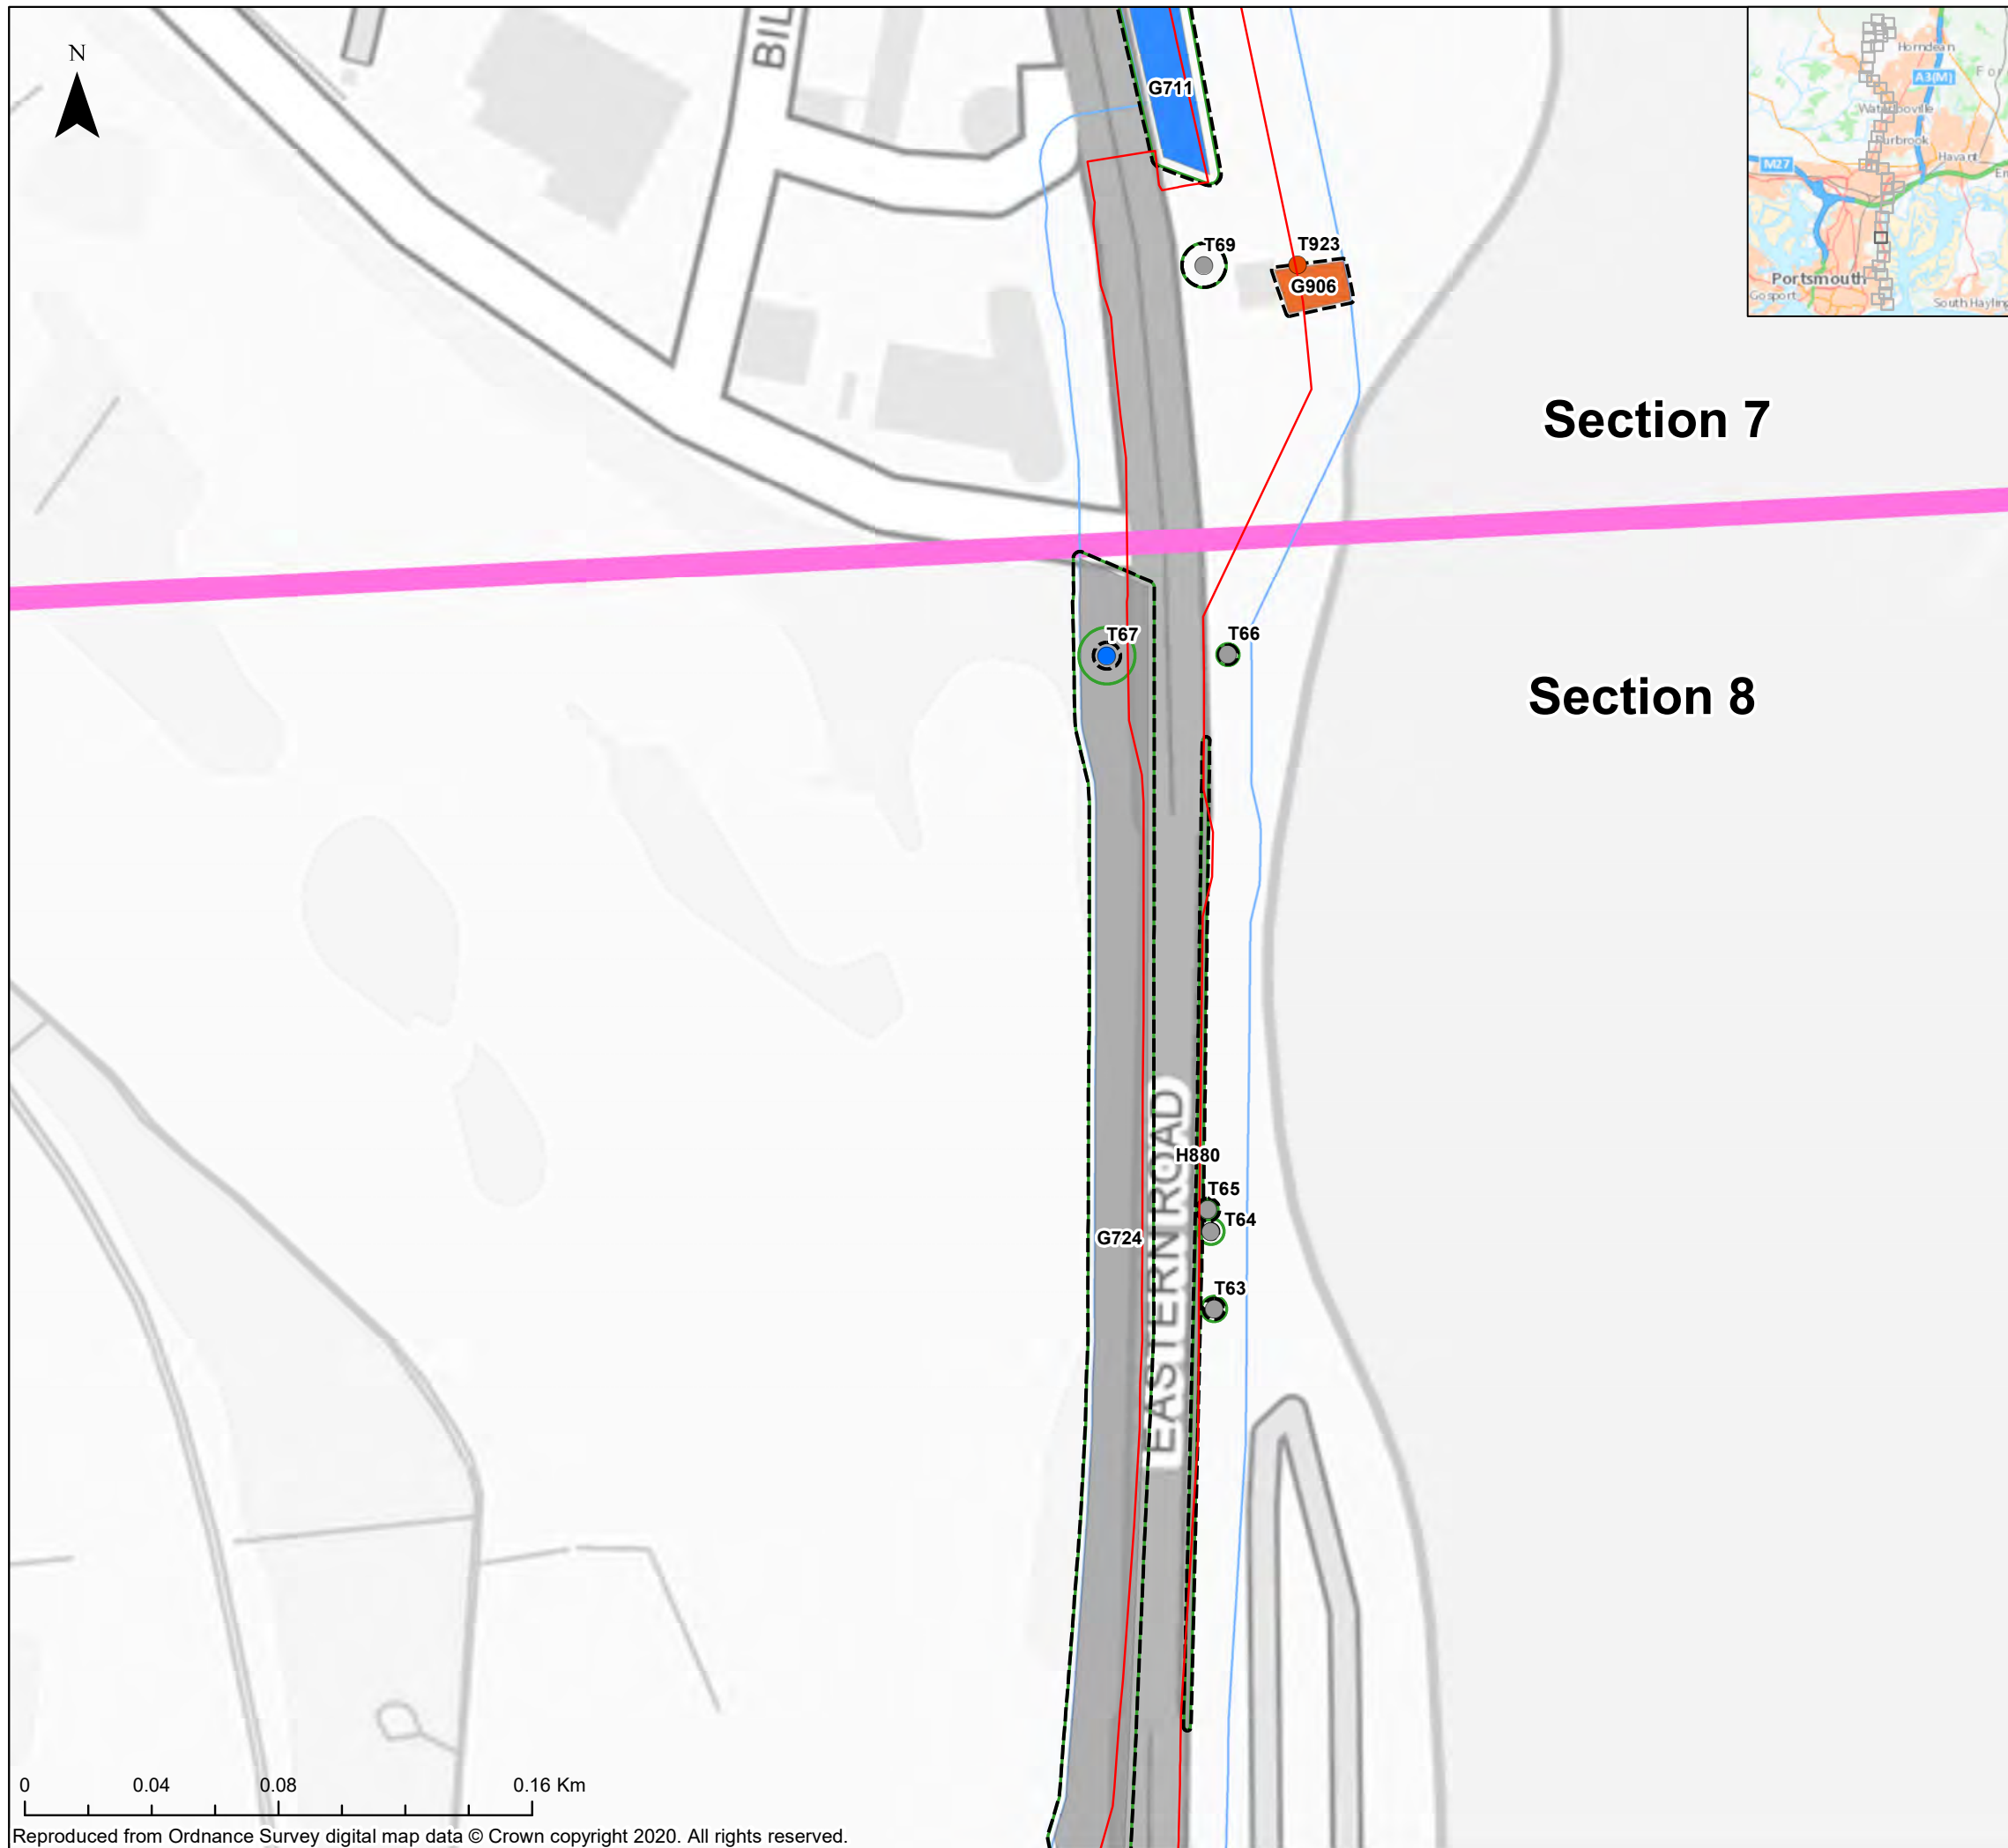 N
BIL
G711
T69
T923
G906
Horndean
A3(M)
For
Waterlooville
Purbrook
Havant
Em
M27
Portsmouth
Gosport
South Hayling
Section 7
T67
T66
Section 8
EASTERN ROAD
H880
T65
T64
G724
T63
0 0.04 0.08 0.16 Km
Reproduced from Ordnance Survey digital map data © Crown copyright 2020. All rights reserved.